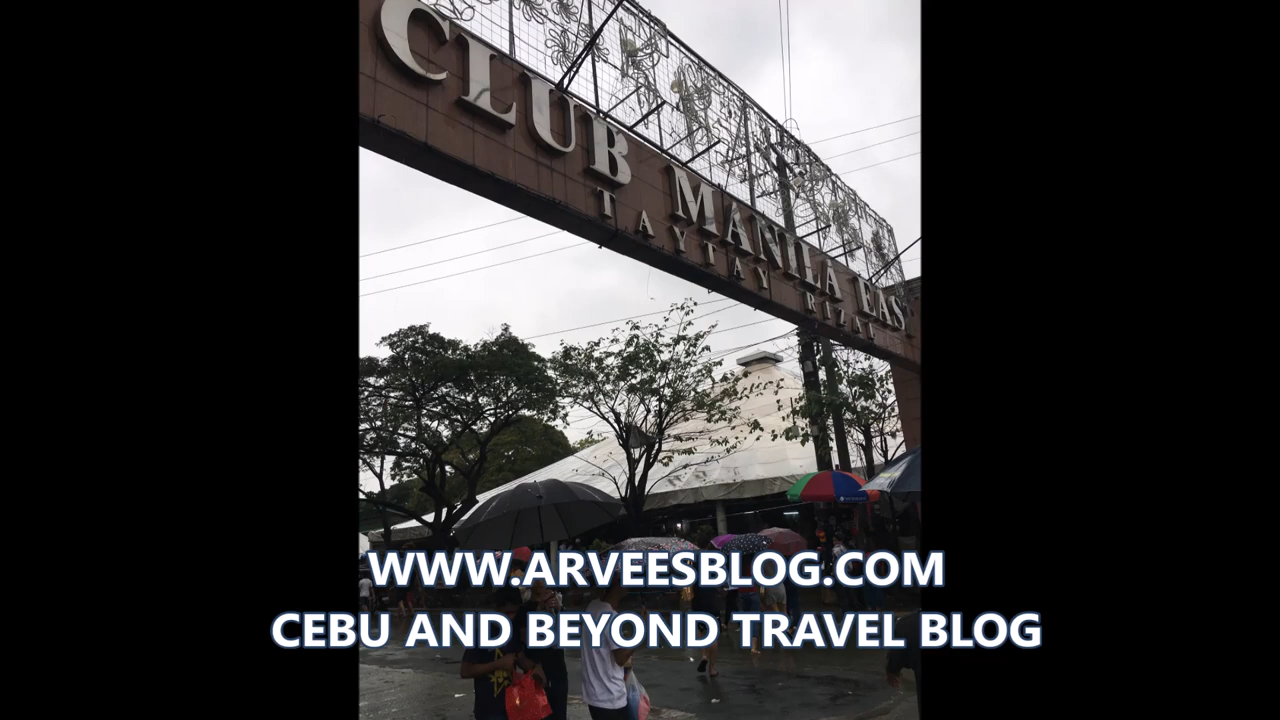 CLUB MANILA EAS
TAYTAY RIZAL
WWW.ARVEESBLOG.COM
CEBU AND BEYOND TRAVEL BLOG